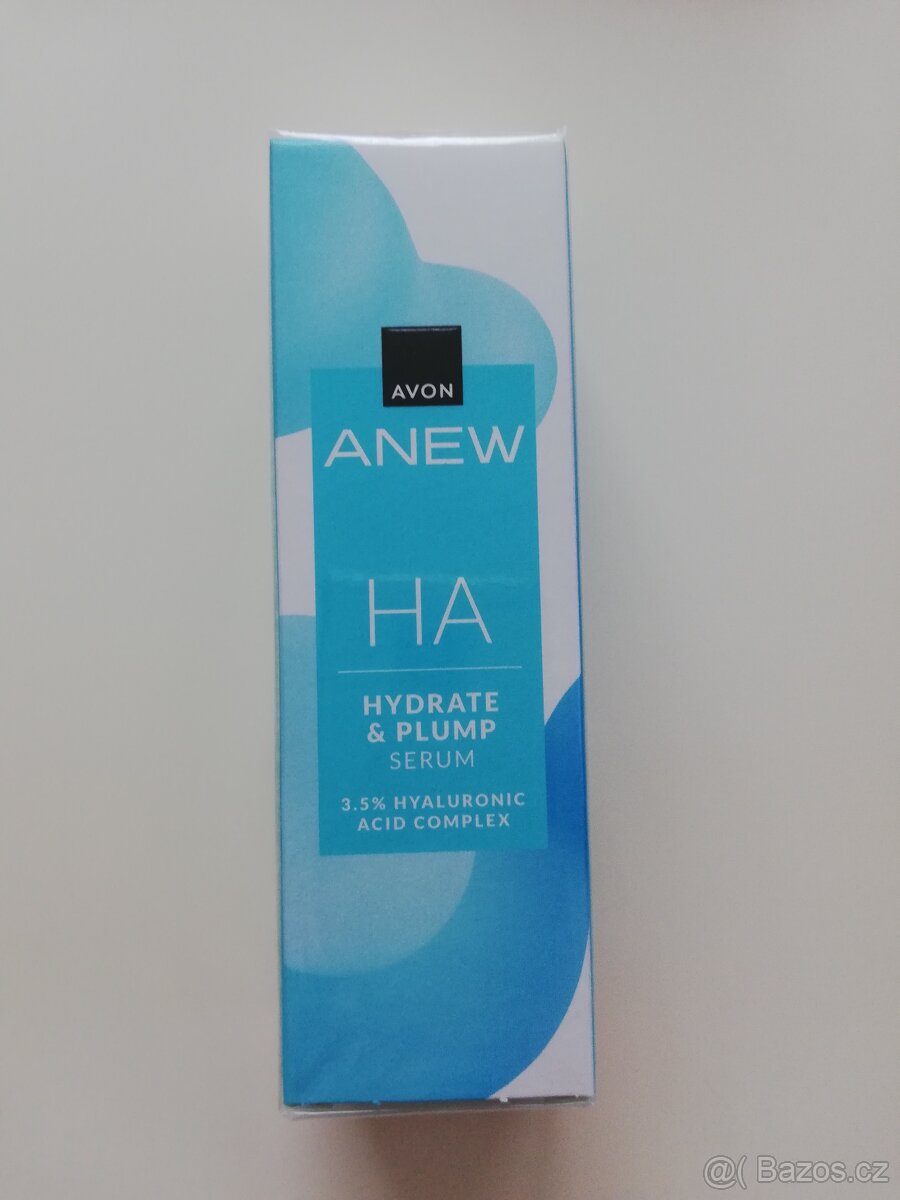 AVON
ANEW
HA
HYDRATE
& PLUMP
SERUM
3.5% HYALURONIC
ACID COMPLEX
@( Bazos.cz